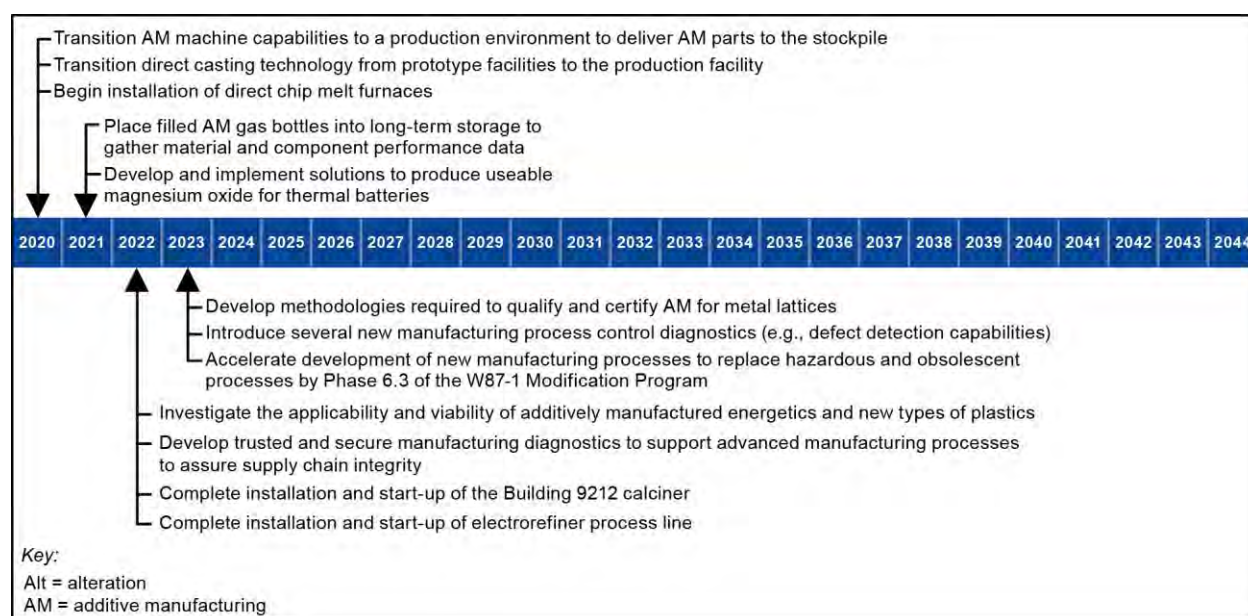 Transition AM machine capabilities to a production environment to deliver AM parts to the stockpile
Transition direct casting technology from prototype facilities to the production facility
Begin installation of direct chip melt furnaces
Place filled AM gas bottles into long-term storage to
gather material and component performance data
Develop and implement solutions to produce useable
magnesium oxide for thermal batteries
2020 2021 2022 2023 2024 2025 2026 2027 2028 2029 2030 2031 2032 2033 2034 2035 2036 2037 2038 2039 2040 2041 2042 2043 2044
Develop methodologies required to qualify and certify AM for metal lattices
Introduce several new manufacturing process control diagnostics (e.g., defect detection capabilities)
Accelerate development of new manufacturing processes to replace hazardous and obsolescent
processes by Phase 6.3 of the W87-1 Modification Program
Investigate the applicability and viability of additively manufactured energetics and new types of plastics
Develop trusted and secure manufacturing diagnostics to support advanced manufacturing processes
to assure supply chain integrity
Complete installation and start-up of the Building 9212 calciner
Complete installation and start-up of electrorefiner process line
Key:
Alt = alteration
AM = additive manufacturing